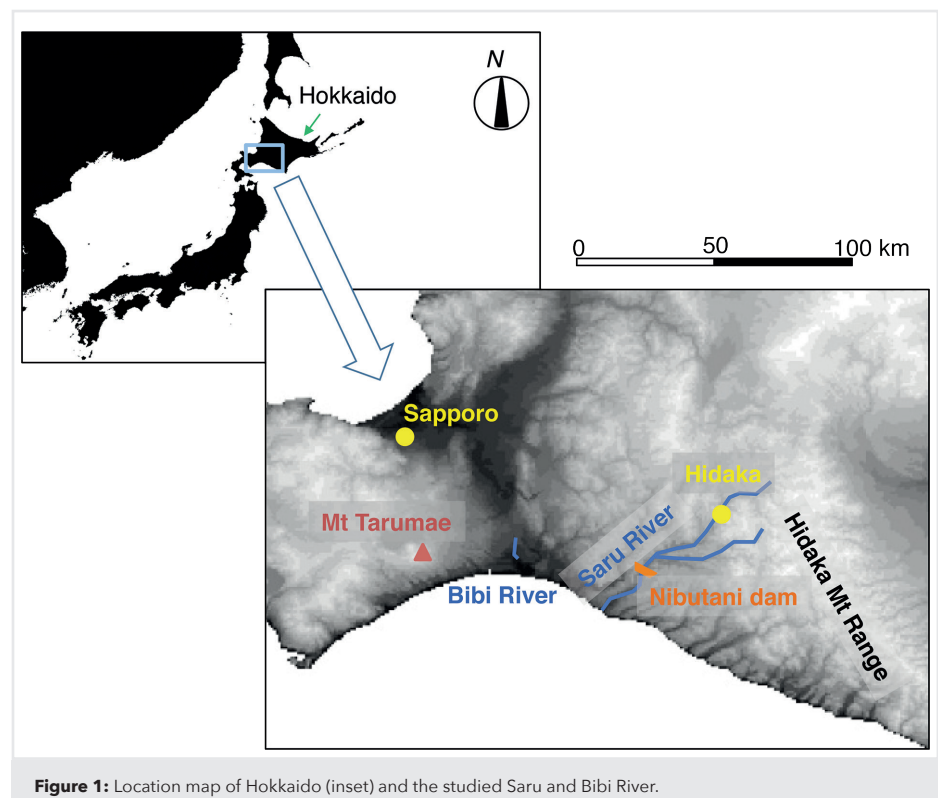 N
Hokkaido
0 50 100 km
Sapporo
Hidaka
Mt Tarumae
Saru River
Hidaka Mt Range
Bibi River
Nibutani dam
Figure 1: Location map of Hokkaido (inset) and the studied Saru and Bibi River.